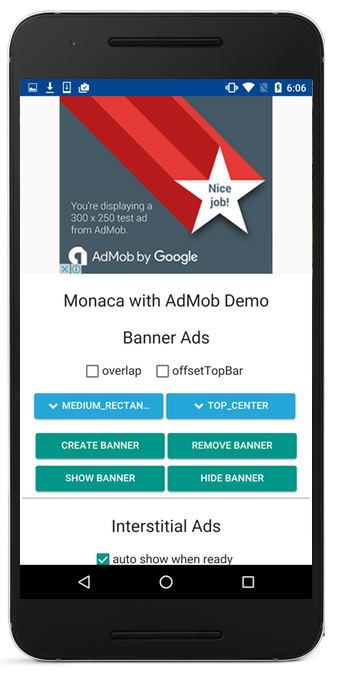 6:06
Nice
job!
You're displaying a
300 x 250 test ad
from AdMob.
AdMob by Google
Monaca with AdMob Demo
Banner Ads
overlap offsetTopBar
MEDIUM_RECTAN... TOP_CENTER
CREATE BANNER REMOVE BANNER
SHOW BANNER HIDE BANNER
Interstitial Ads
auto show when ready